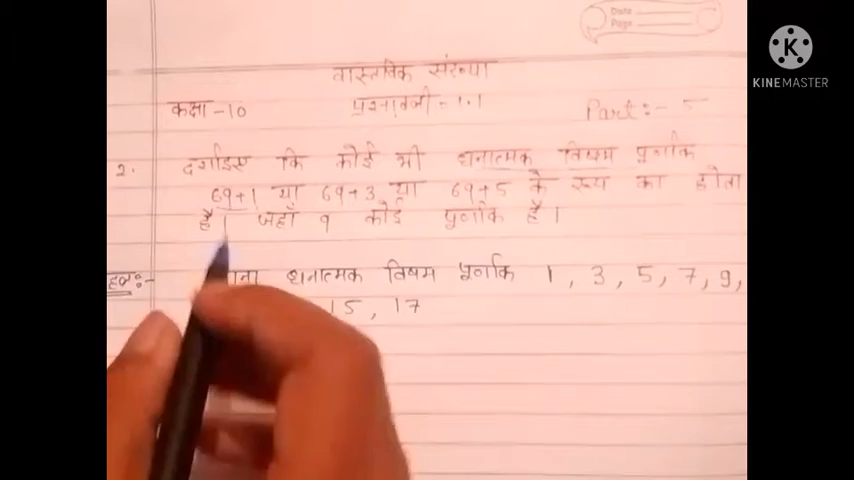 Date
Page
K
KINEMASTER
वास्तविक संख्या
कक्षा -10 प्रश्नावली - 1.1 Part:- 5
2. दर्शाइए कि कोई भी धनात्मक विषम पूर्णांक
6q+1 या 6q+3 या 6q+5 के रूप का होता
है। जहाँ q कोई पूर्णांक है।
हल:- माना धनात्मक विषम पूर्णांक 1, 3, 5, 7, 9,
15, 17